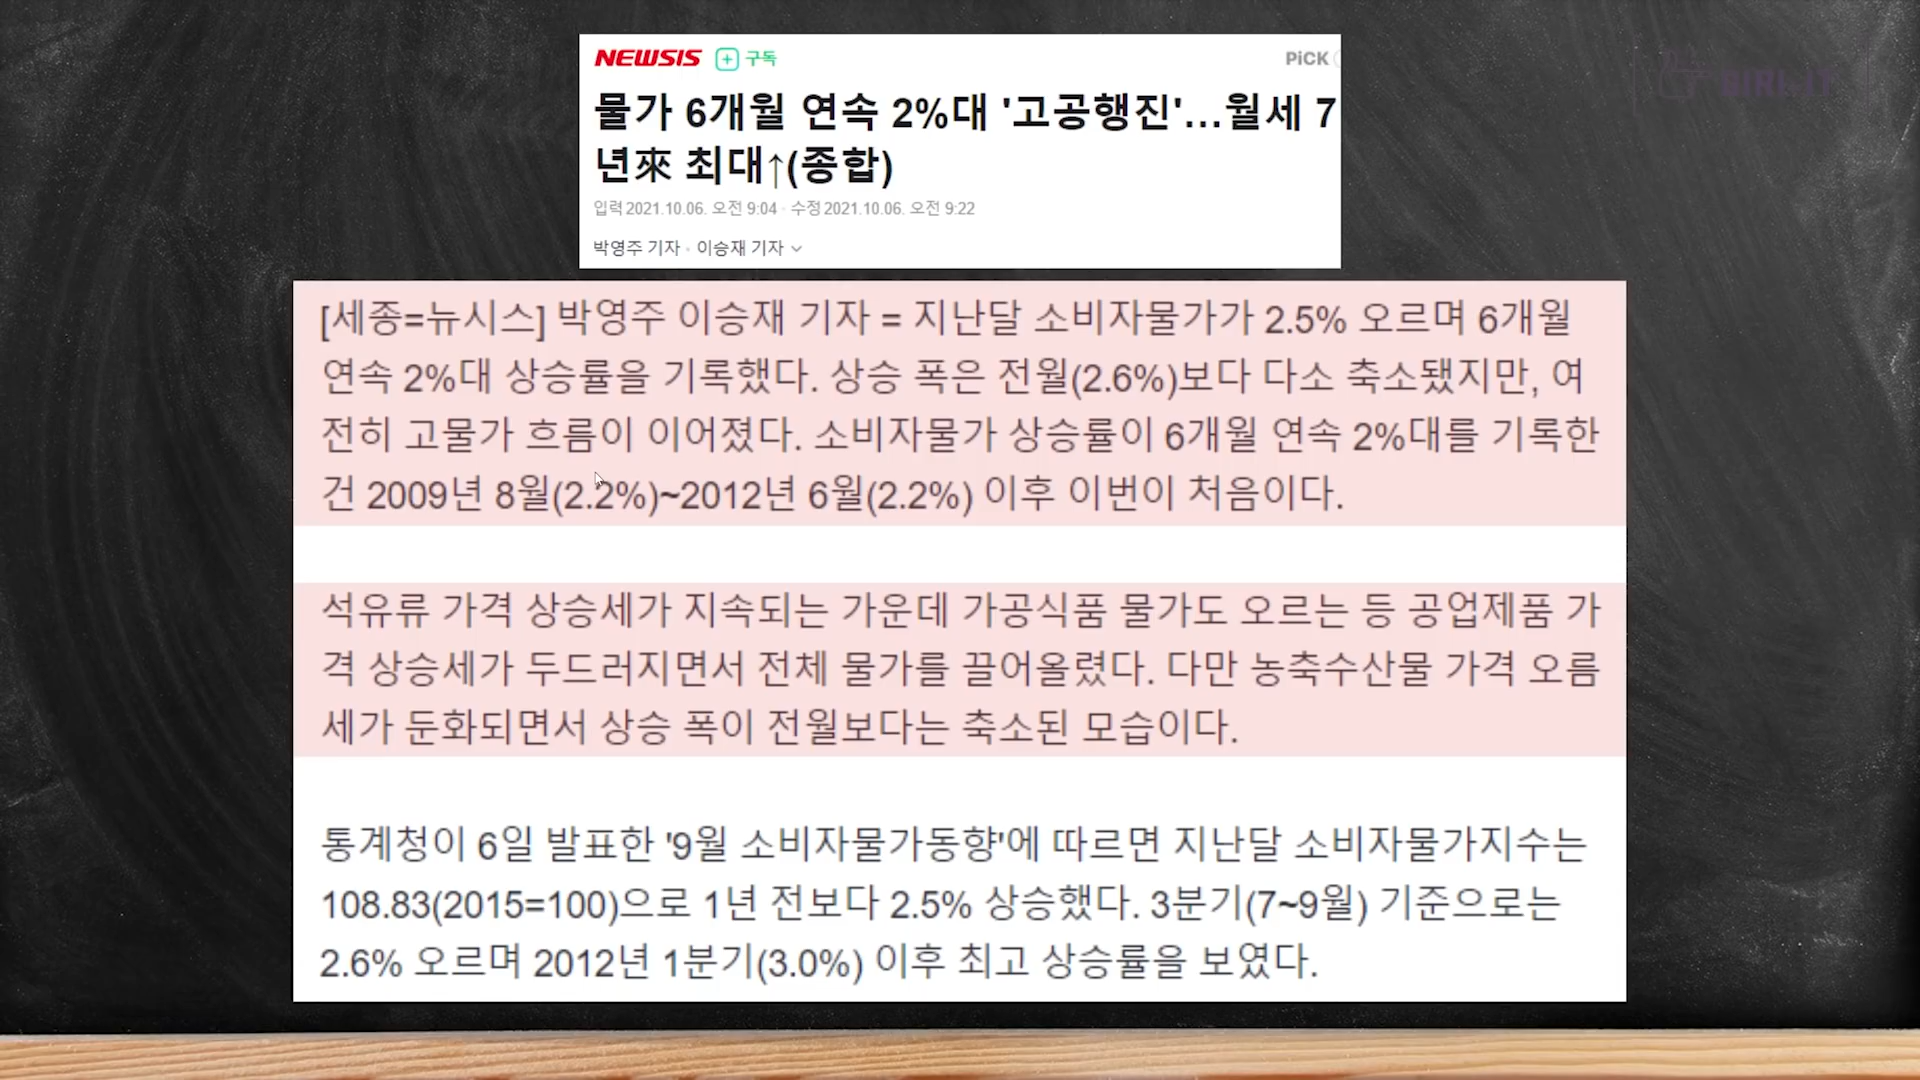 NEWSIS 구독
PiCK
물가 6개월 연속 2%대 '고공행진'…월세 7
년來 최대↑(종합)
입력 2021.10.06. 오전 9:04 · 수정 2021.10.06. 오전 9:22
박영주 기자 · 이승재 기자
[세종=뉴시스] 박영주 이승재 기자 = 지난달 소비자물가가 2.5% 오르며 6개월
연속 2%대 상승률을 기록했다. 상승 폭은 전월(2.6%)보다 다소 축소됐지만, 여
전히 고물가 흐름이 이어졌다. 소비자물가 상승률이 6개월 연속 2%대를 기록한
건 2009년 8월(2.2%)~2012년 6월(2.2%) 이후 이번이 처음이다.
석유류 가격 상승세가 지속되는 가운데 가공식품 물가도 오르는 등 공업제품 가
격 상승세가 두드러지면서 전체 물가를 끌어올렸다. 다만 농축수산물 가격 오름
세가 둔화되면서 상승 폭이 전월보다는 축소된 모습이다.
통계청이 6일 발표한 '9월 소비자물가동향'에 따르면 지난달 소비자물가지수는
108.83(2015=100)으로 1년 전보다 2.5% 상승했다. 3분기(7~9월) 기준으로는
2.6% 오르며 2012년 1분기(3.0%) 이후 최고 상승률을 보였다.